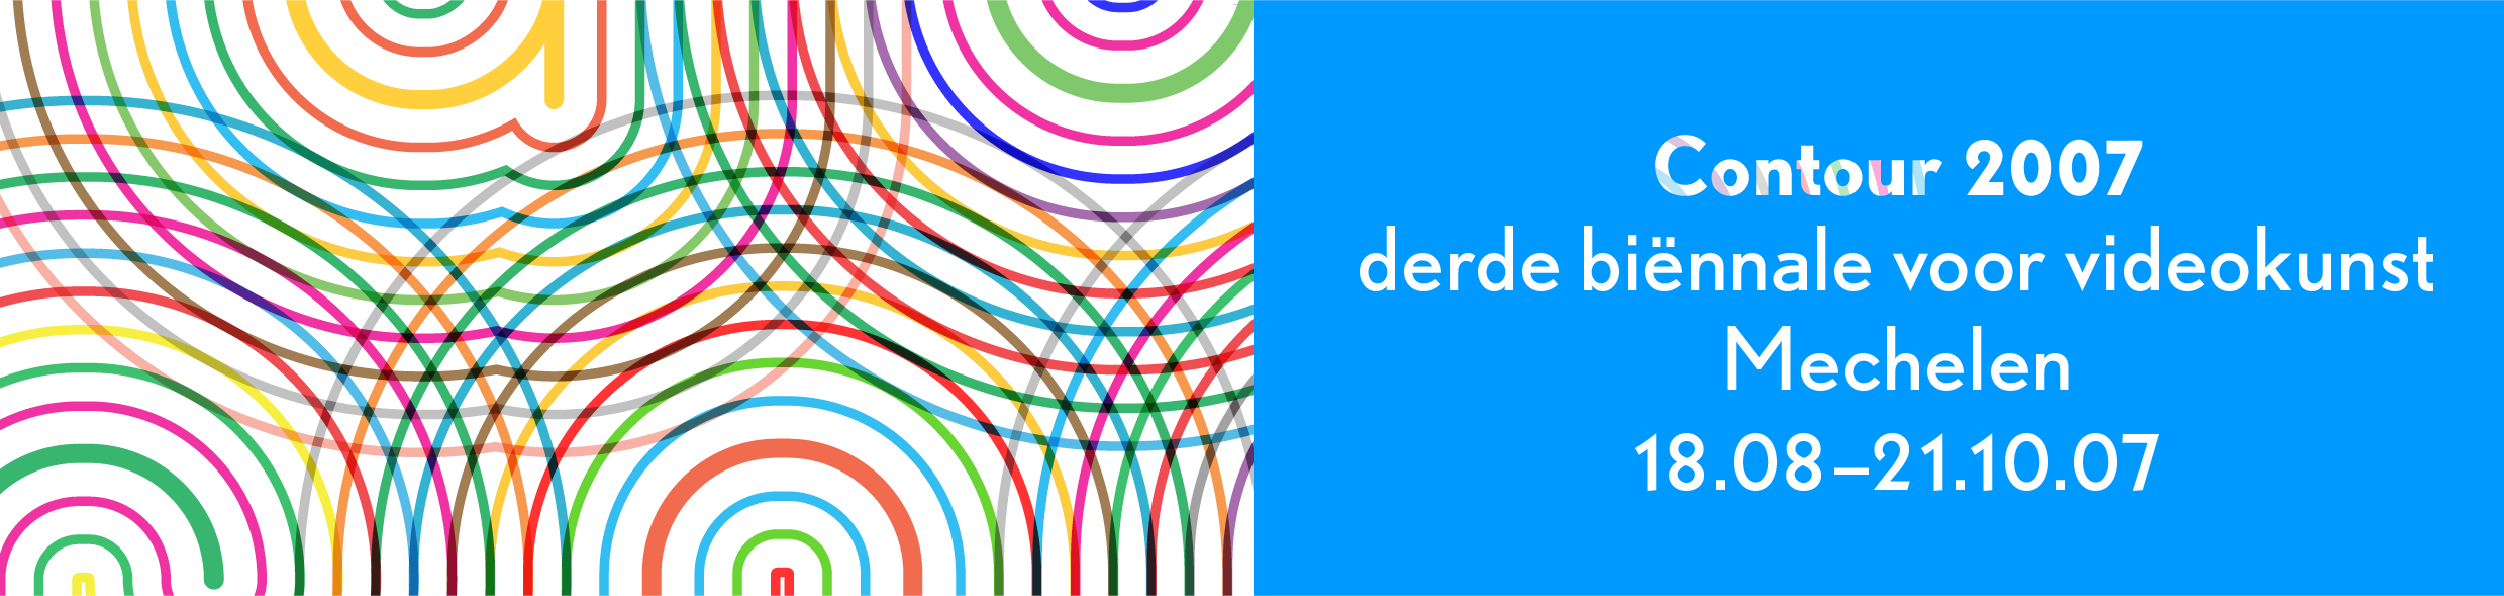 Contour 2007
derde biënnale voor videokunst
Mechelen
18.08–21.10.07